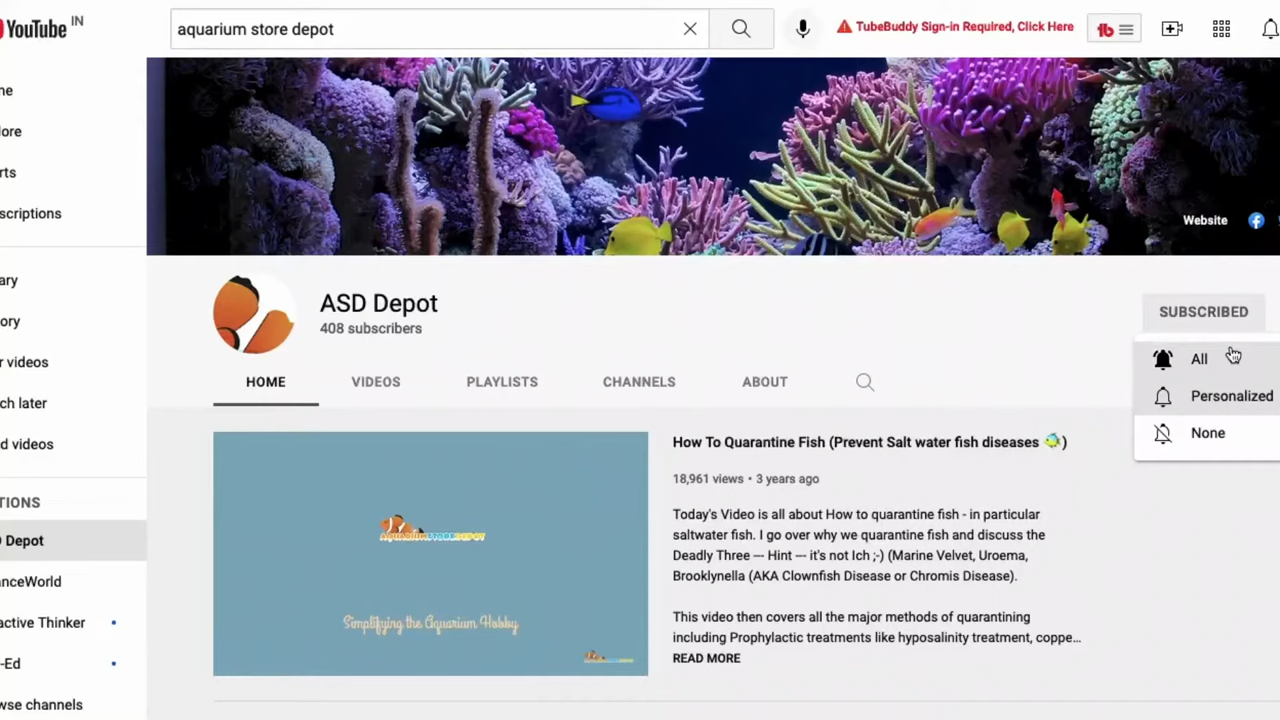 YouTube IN
aquarium store depot
TubeBuddy Sign-in Required, Click Here
tb
me
lore
rts
scriptions
ary
ory
r videos
ch later
d videos
TIONS
Depot
anceWorld
active Thinker
-Ed
wse channels
Website
ASD Depot
408 subscribers
SUBSCRIBED
All
Personalized
None
HOME
VIDEOS
PLAYLISTS
CHANNELS
ABOUT
AQUARIUMSTOREDEPOT
Simplifying the Aquarium Hobby
How To Quarantine Fish (Prevent Salt water fish diseases 🐠)
18,961 views • 3 years ago
Today's Video is all about How to quarantine fish - in particular
saltwater fish. I go over why we quarantine fish and discuss the
Deadly Three --- Hint --- it's not Ich ;-) (Marine Velvet, Uroema,
Brooklynella (AKA Clownfish Disease or Chromis Disease).
This video then covers all the major methods of quarantining
including Prophylactic treatments like hyposalinity treatment, coppe...
READ MORE